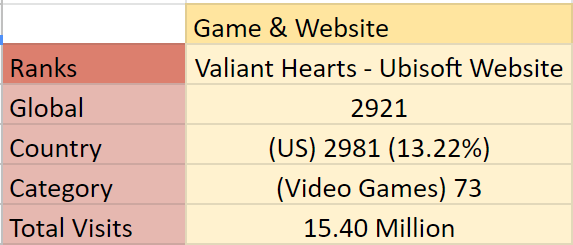 Game & Website
Ranks Valiant Hearts - Ubisoft Website
Global 2921
Country (US) 2981 (13.22%)
Category (Video Games) 73
Total Visits 15.40 Million